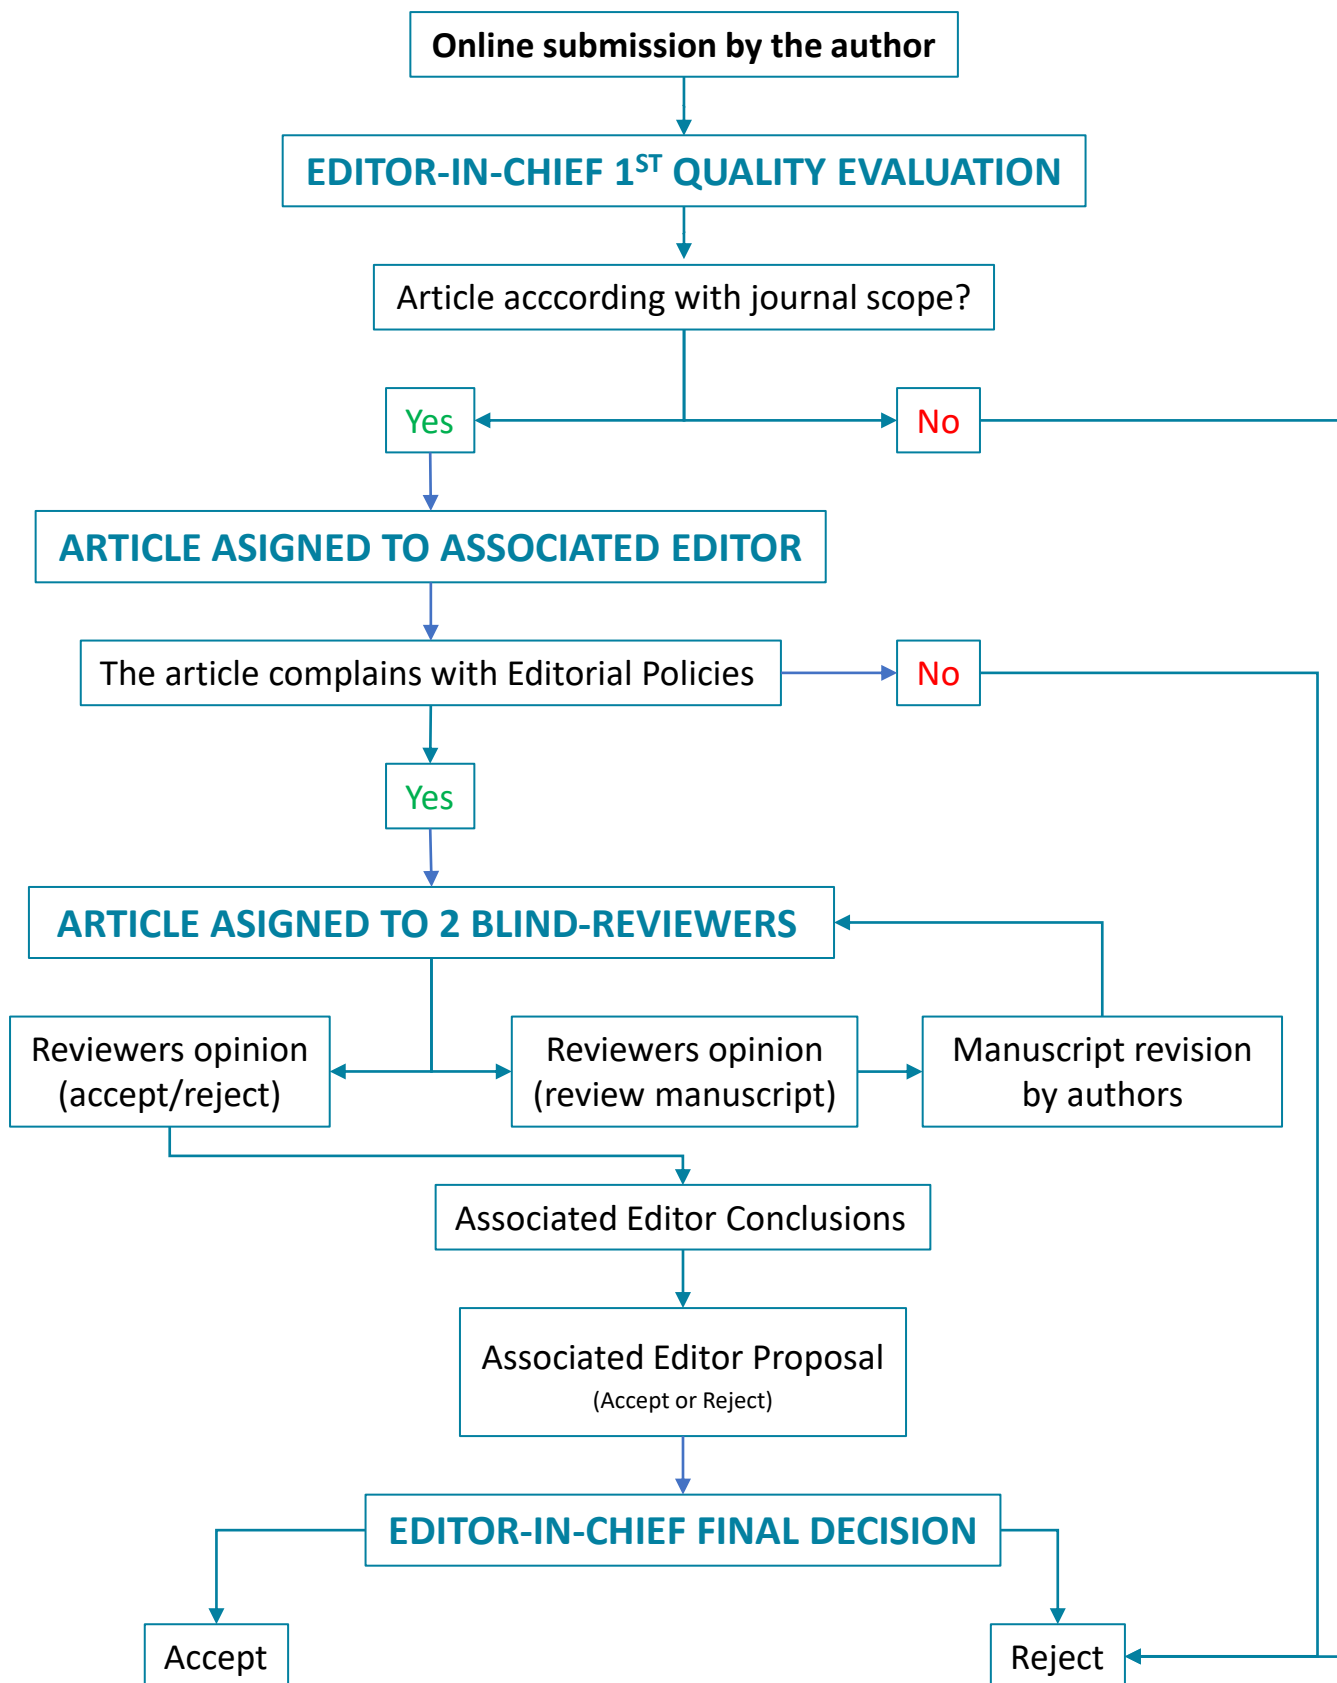 Online submission by the author
EDITOR-IN-CHIEF 1ST QUALITY EVALUATION
Article acccording with journal scope?
Yes
No
ARTICLE ASIGNED TO ASSOCIATED EDITOR
The article complains with Editorial Policies
No
Yes
ARTICLE ASIGNED TO 2 BLIND-REVIEWERS
Reviewers opinion
(accept/reject)
Reviewers opinion
(review manuscript)
Manuscript revision
by authors
Associated Editor Conclusions
Associated Editor Proposal
(Accept or Reject)
EDITOR-IN-CHIEF FINAL DECISION
Accept
Reject